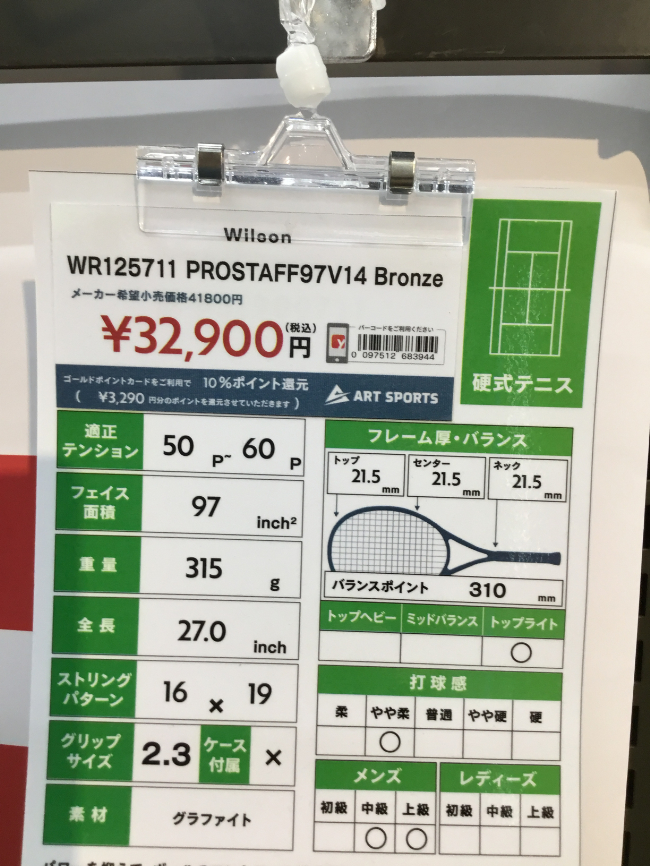 Wilson
WR125711 PROSTAFF97V14 Bronze
メーカー希望小売価格41800円
¥32,900(税込)円
バーコードをご利用ください
0 097512 683944
ゴールドポイントカードをご利用で 10%ポイント還元
( ¥3,290 円分のポイントを還元させていただきます )
ART SPORTS
硬式テニス
適正
テンション
50 P~ 60 P
フェイス
面積
97 inch²
重量
315 g
全長
27.0 inch
ストリング
パターン
16 × 19
グリップ
サイズ
2.3
ケース
付属
×
素材
グラファイト
フレーム厚・バランス
トップ
21.5 mm
センター
21.5 mm
ネック
21.5 mm
バランスポイント 310 mm
トップヘビー ミッドバランス トップライト
○
打球感
柔 やや柔 普通 やや硬 硬
○
メンズ
初級 中級 上級
○ ○
レディーズ
初級 中級 上級